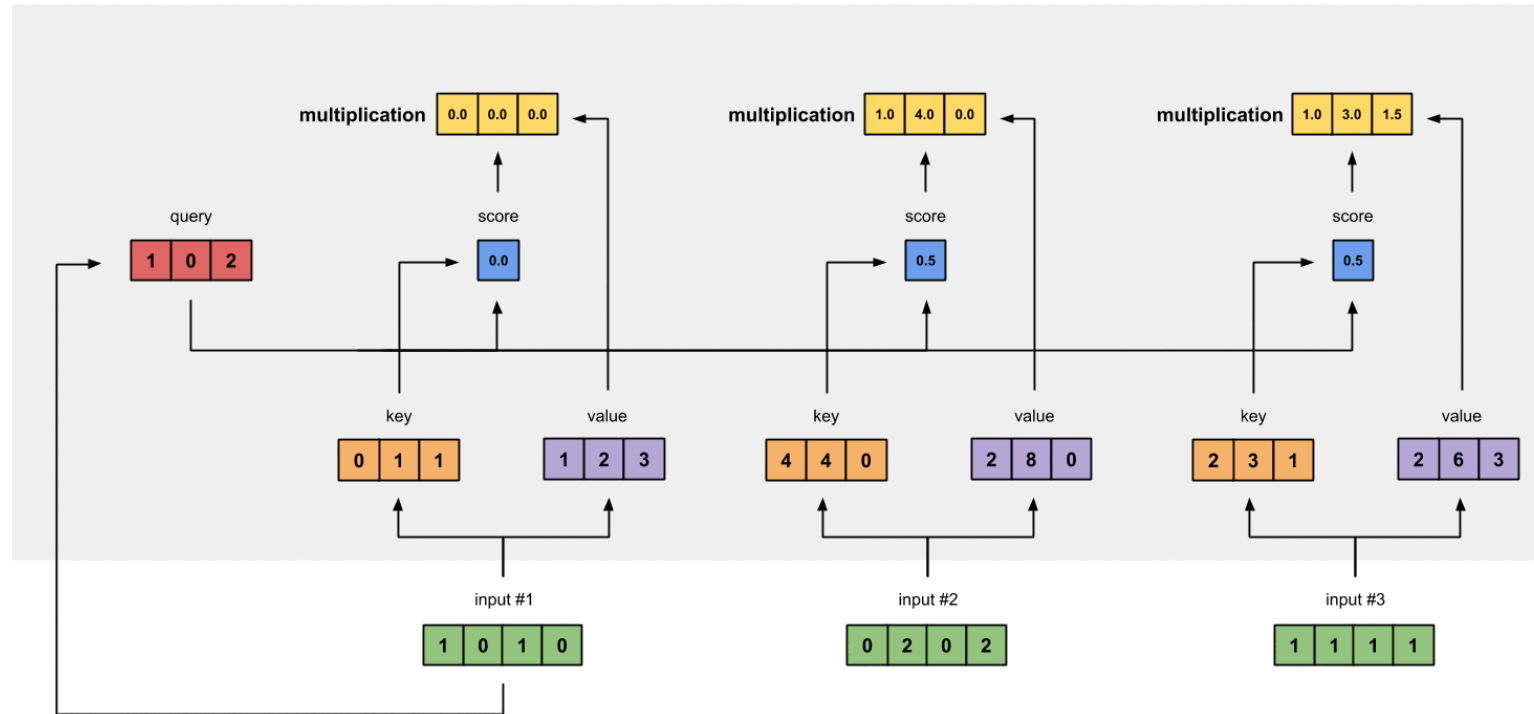 multiplication 0.0 0.0 0.0 multiplication 1.0 4.0 0.0 multiplication 1.0 3.0 1.5
query score score score
1 0 2 0.0 0.5 0.5
key value key value key value
0 1 1 1 2 3 4 4 0 2 8 0 2 3 1 2 6 3
input #1 input #2 input #3
1 0 1 0 0 2 0 2 1 1 1 1